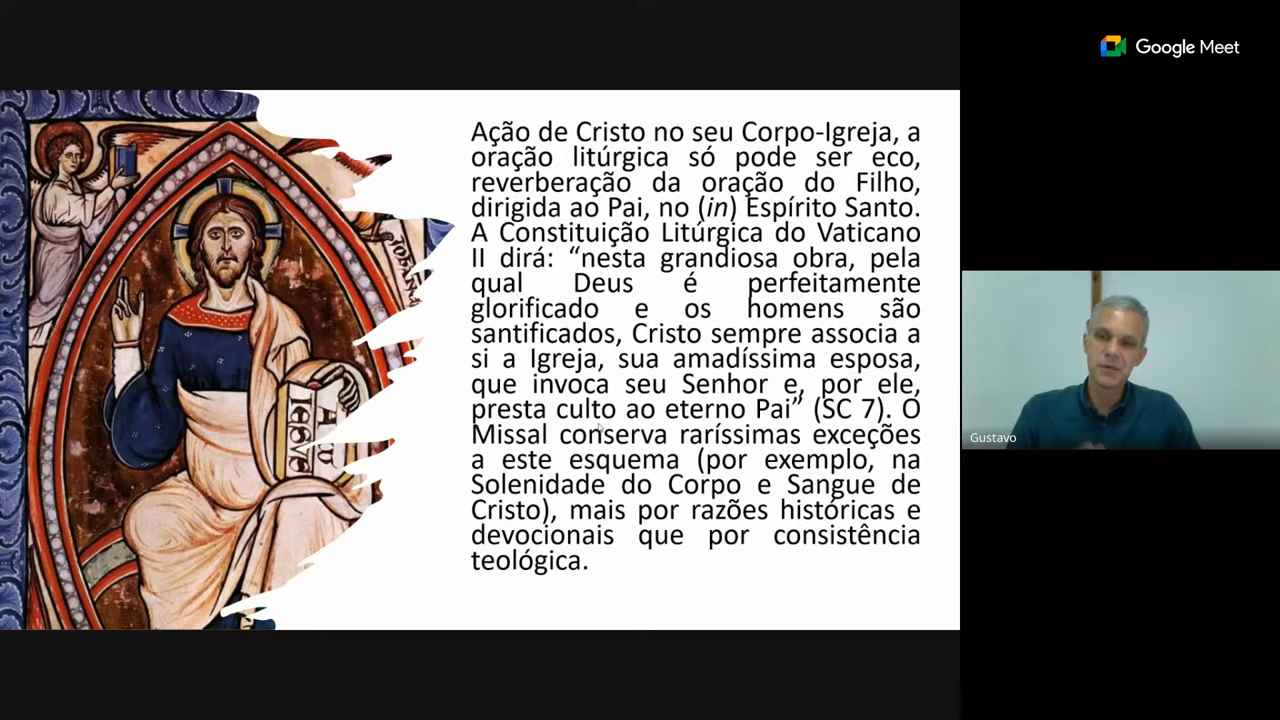 Google Meet
Ação de Cristo no seu Corpo-Igreja, a
oração litúrgica só pode ser eco,
reverberação da oração do Filho,
dirigida ao Pai, no (in) Espírito Santo.
A Constituição Litúrgica do Vaticano
II dirá: “nesta grandiosa obra, pela
qual Deus é perfeitamente
glorificado e os homens são
santificados, Cristo sempre associa a
si a Igreja, sua amadíssima esposa,
que invoca seu Senhor e, por ele,
presta culto ao eterno Pai” (SC 7). O
Missal conserva raríssimas exceções
a este esquema (por exemplo, na
Solenidade do Corpo e Sangue de
Cristo), mais por razões históricas e
devocionais que por consistência
teológica.
Gustavo